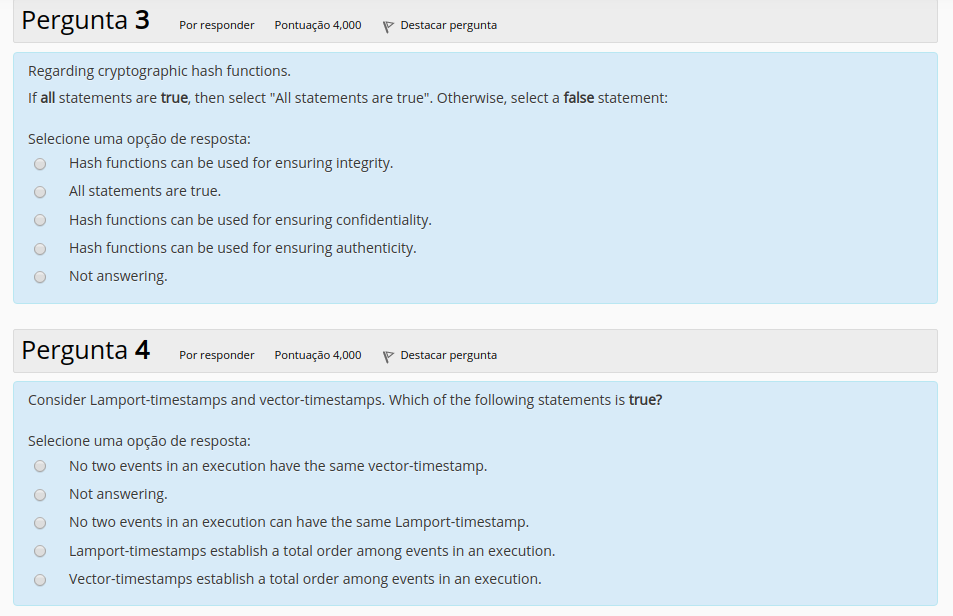 Pergunta 3 Por responder Pontuação 4,000 Destacar pergunta
Regarding cryptographic hash functions.
If all statements are true, then select "All statements are true". Otherwise, select a false statement:
Selecione uma opção de resposta:
Hash functions can be used for ensuring integrity.
All statements are true.
Hash functions can be used for ensuring confidentiality.
Hash functions can be used for ensuring authenticity.
Not answering.
Pergunta 4 Por responder Pontuação 4,000 Destacar pergunta
Consider Lamport-timestamps and vector-timestamps. Which of the following statements is true?
Selecione uma opção de resposta:
No two events in an execution have the same vector-timestamp.
Not answering.
No two events in an execution can have the same Lamport-timestamp.
Lamport-timestamps establish a total order among events in an execution.
Vector-timestamps establish a total order among events in an execution.